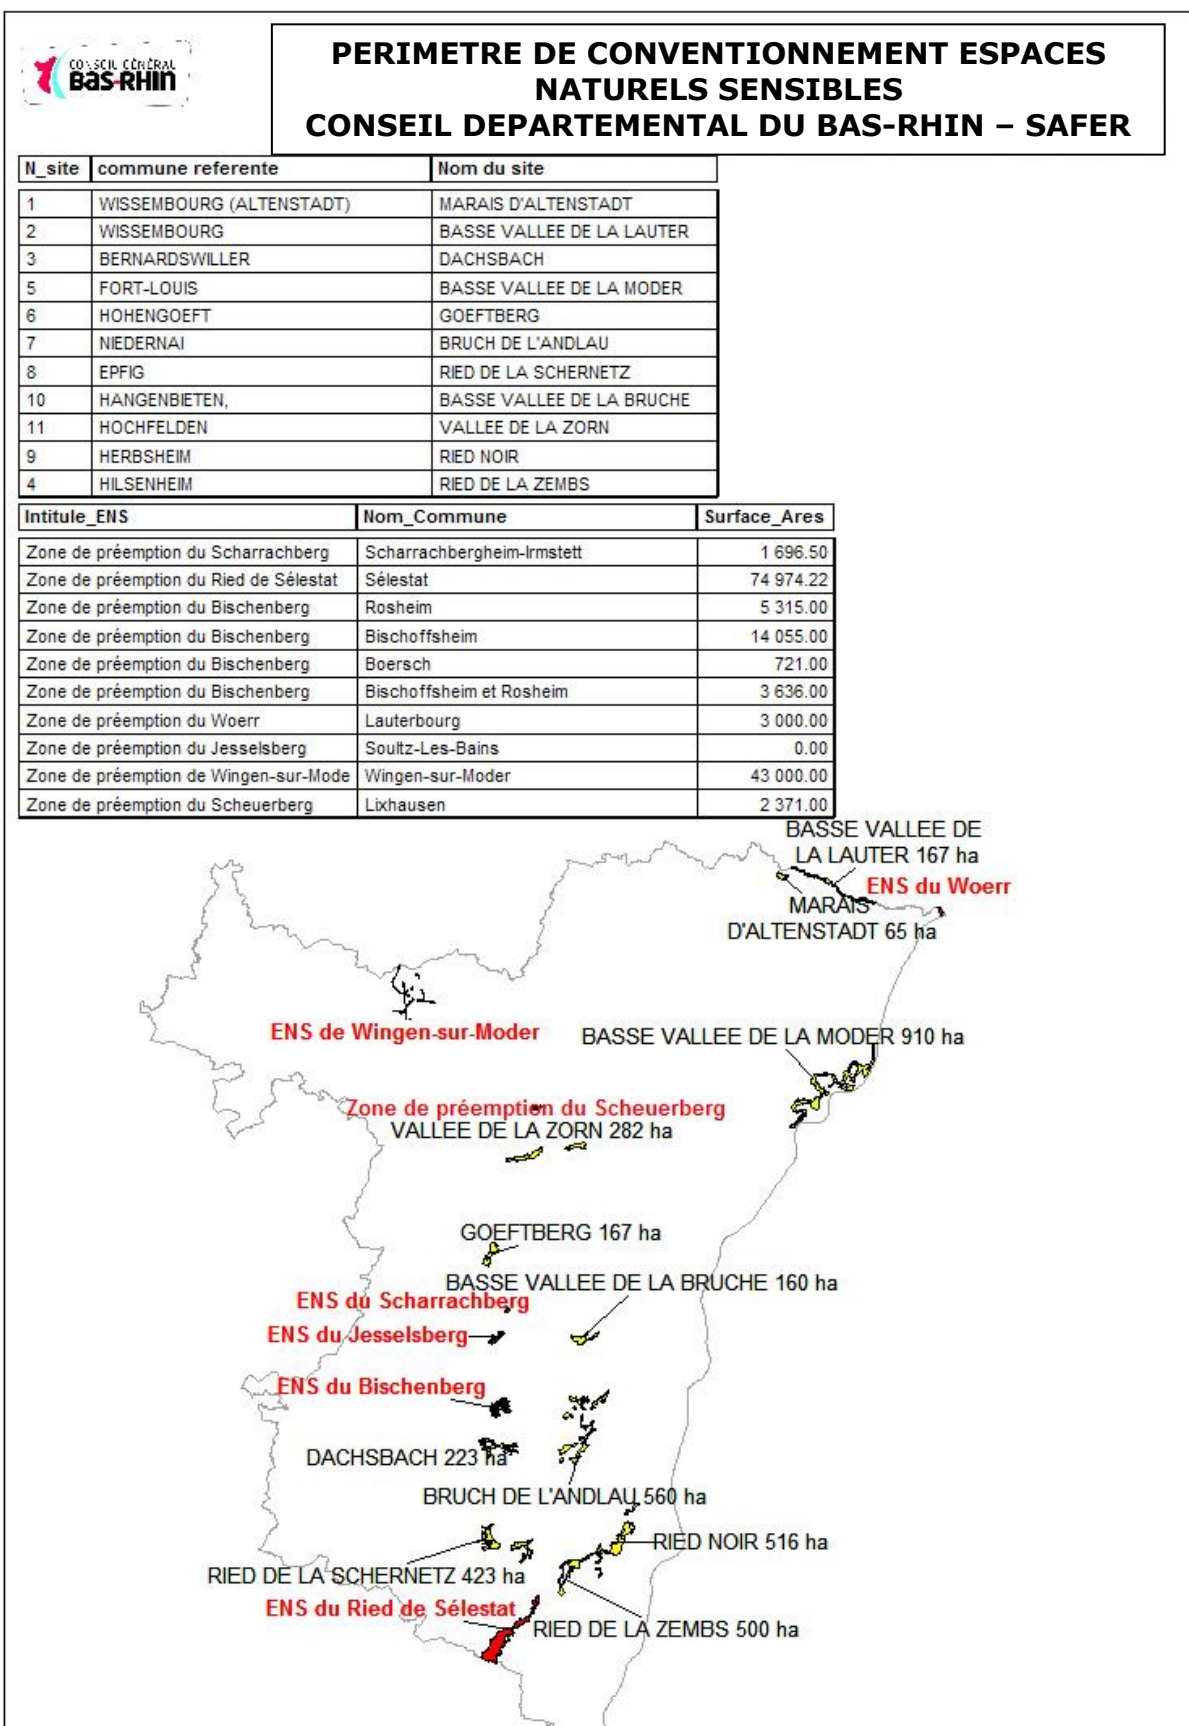 CONSEIL GÉNÉRAL
BAS-RHIN
PERIMETRE DE CONVENTIONNEMENT ESPACES
NATURELS SENSIBLES
CONSEIL DEPARTEMENTAL DU BAS-RHIN – SAFER
N_site commune referente Nom du site
1 WISSEMBOURG (ALTENSTADT) MARAIS D'ALTENSTADT
2 WISSEMBOURG BASSE VALLEE DE LA LAUTER
3 BERNARDSWILLER DACHSBACH
5 FORT-LOUIS BASSE VALLEE DE LA MODER
6 HOHENGOEFT GOEFTBERG
7 NIEDERNAI BRUCH DE L'ANDLAU
8 EPFIG RIED DE LA SCHERNETZ
10 HANGENBIETEN, BASSE VALLEE DE LA BRUCHE
11 HOCHFELDEN VALLEE DE LA ZORN
9 HERBSHEIM RIED NOIR
4 HILSENHEIM RIED DE LA ZEMBS
Intitule_ENS Nom_Commune Surface_Ares
Zone de préemption du Scharrachberg Scharrachbergheim-Irmstett 1 696.50
Zone de préemption du Ried de Sélestat Sélestat 74 974.22
Zone de préemption du Bischenberg Rosheim 5 315.00
Zone de préemption du Bischenberg Bischoffsheim 14 055.00
Zone de préemption du Bischenberg Boersch 721.00
Zone de préemption du Bischenberg Bischoffsheim et Rosheim 3 636.00
Zone de préemption du Woerr Lauterbourg 3 000.00
Zone de préemption du Jesselsberg Soultz-Les-Bains 0.00
Zone de préemption de Wingen-sur-Mode Wingen-sur-Moder 43 000.00
Zone de préemption du Scheuerberg Lixhausen 2 371.00
BASSE VALLEE DE
LA LAUTER 167 ha
ENS du Woerr
MARAIS
D'ALTENSTADT 65 ha
ENS de Wingen-sur-Moder
BASSE VALLEE DE LA MODER 910 ha
Zone de préemption du Scheuerberg
VALLEE DE LA ZORN 282 ha
GOEFTBERG 167 ha
BASSE VALLEE DE LA BRUCHE 160 ha
ENS du Scharrachberg
ENS du Jesselsberg
ENS du Bischenberg
DACHSBACH 223 ha
BRUCH DE L'ANDLAU 560 ha
RIED NOIR 516 ha
RIED DE LA SCHERNETZ 423 ha
ENS du Ried de Sélestat
RIED DE LA ZEMBS 500 ha